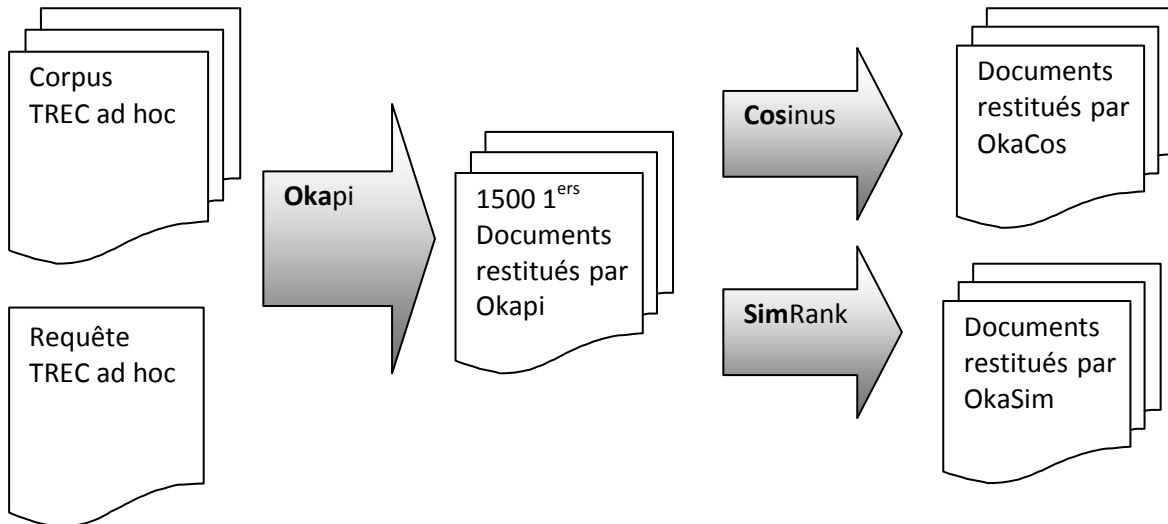 Corpus
TREC ad hoc
Requête
TREC ad hoc
Okapi
1500 1ers
Documents
restitués par
Okapi
Cosinus
SimRank
Documents
restitués par
OkaCos
Documents
restitués par
OkaSim